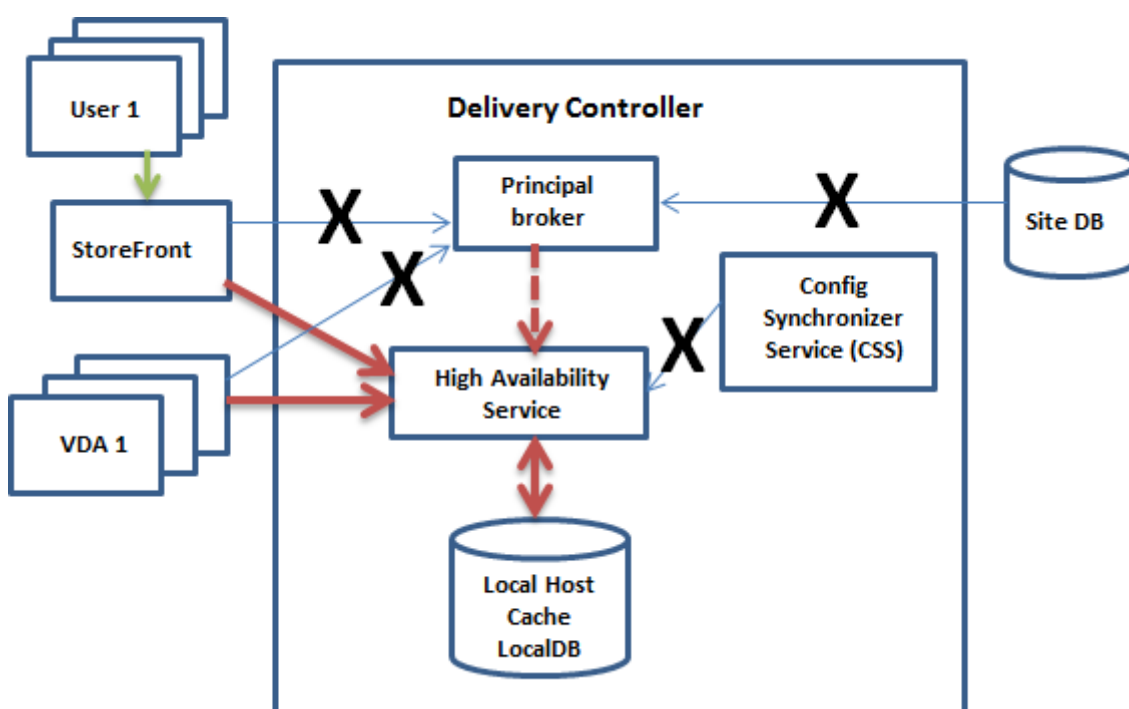 User 1
Delivery Controller
Principal
broker
X
X
Site DB
StoreFront
X
Config
Synchronizer
Service (CSS)
X
High Availability
Service
VDA 1
Local Host
Cache
LocalDB